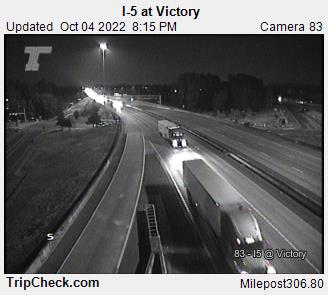 I-5 at Victory
Updated Oct 04 2022 8:15 PM Camera 83
T
S
83 - I5 @ Victory
TripCheck.com Milepost306.80